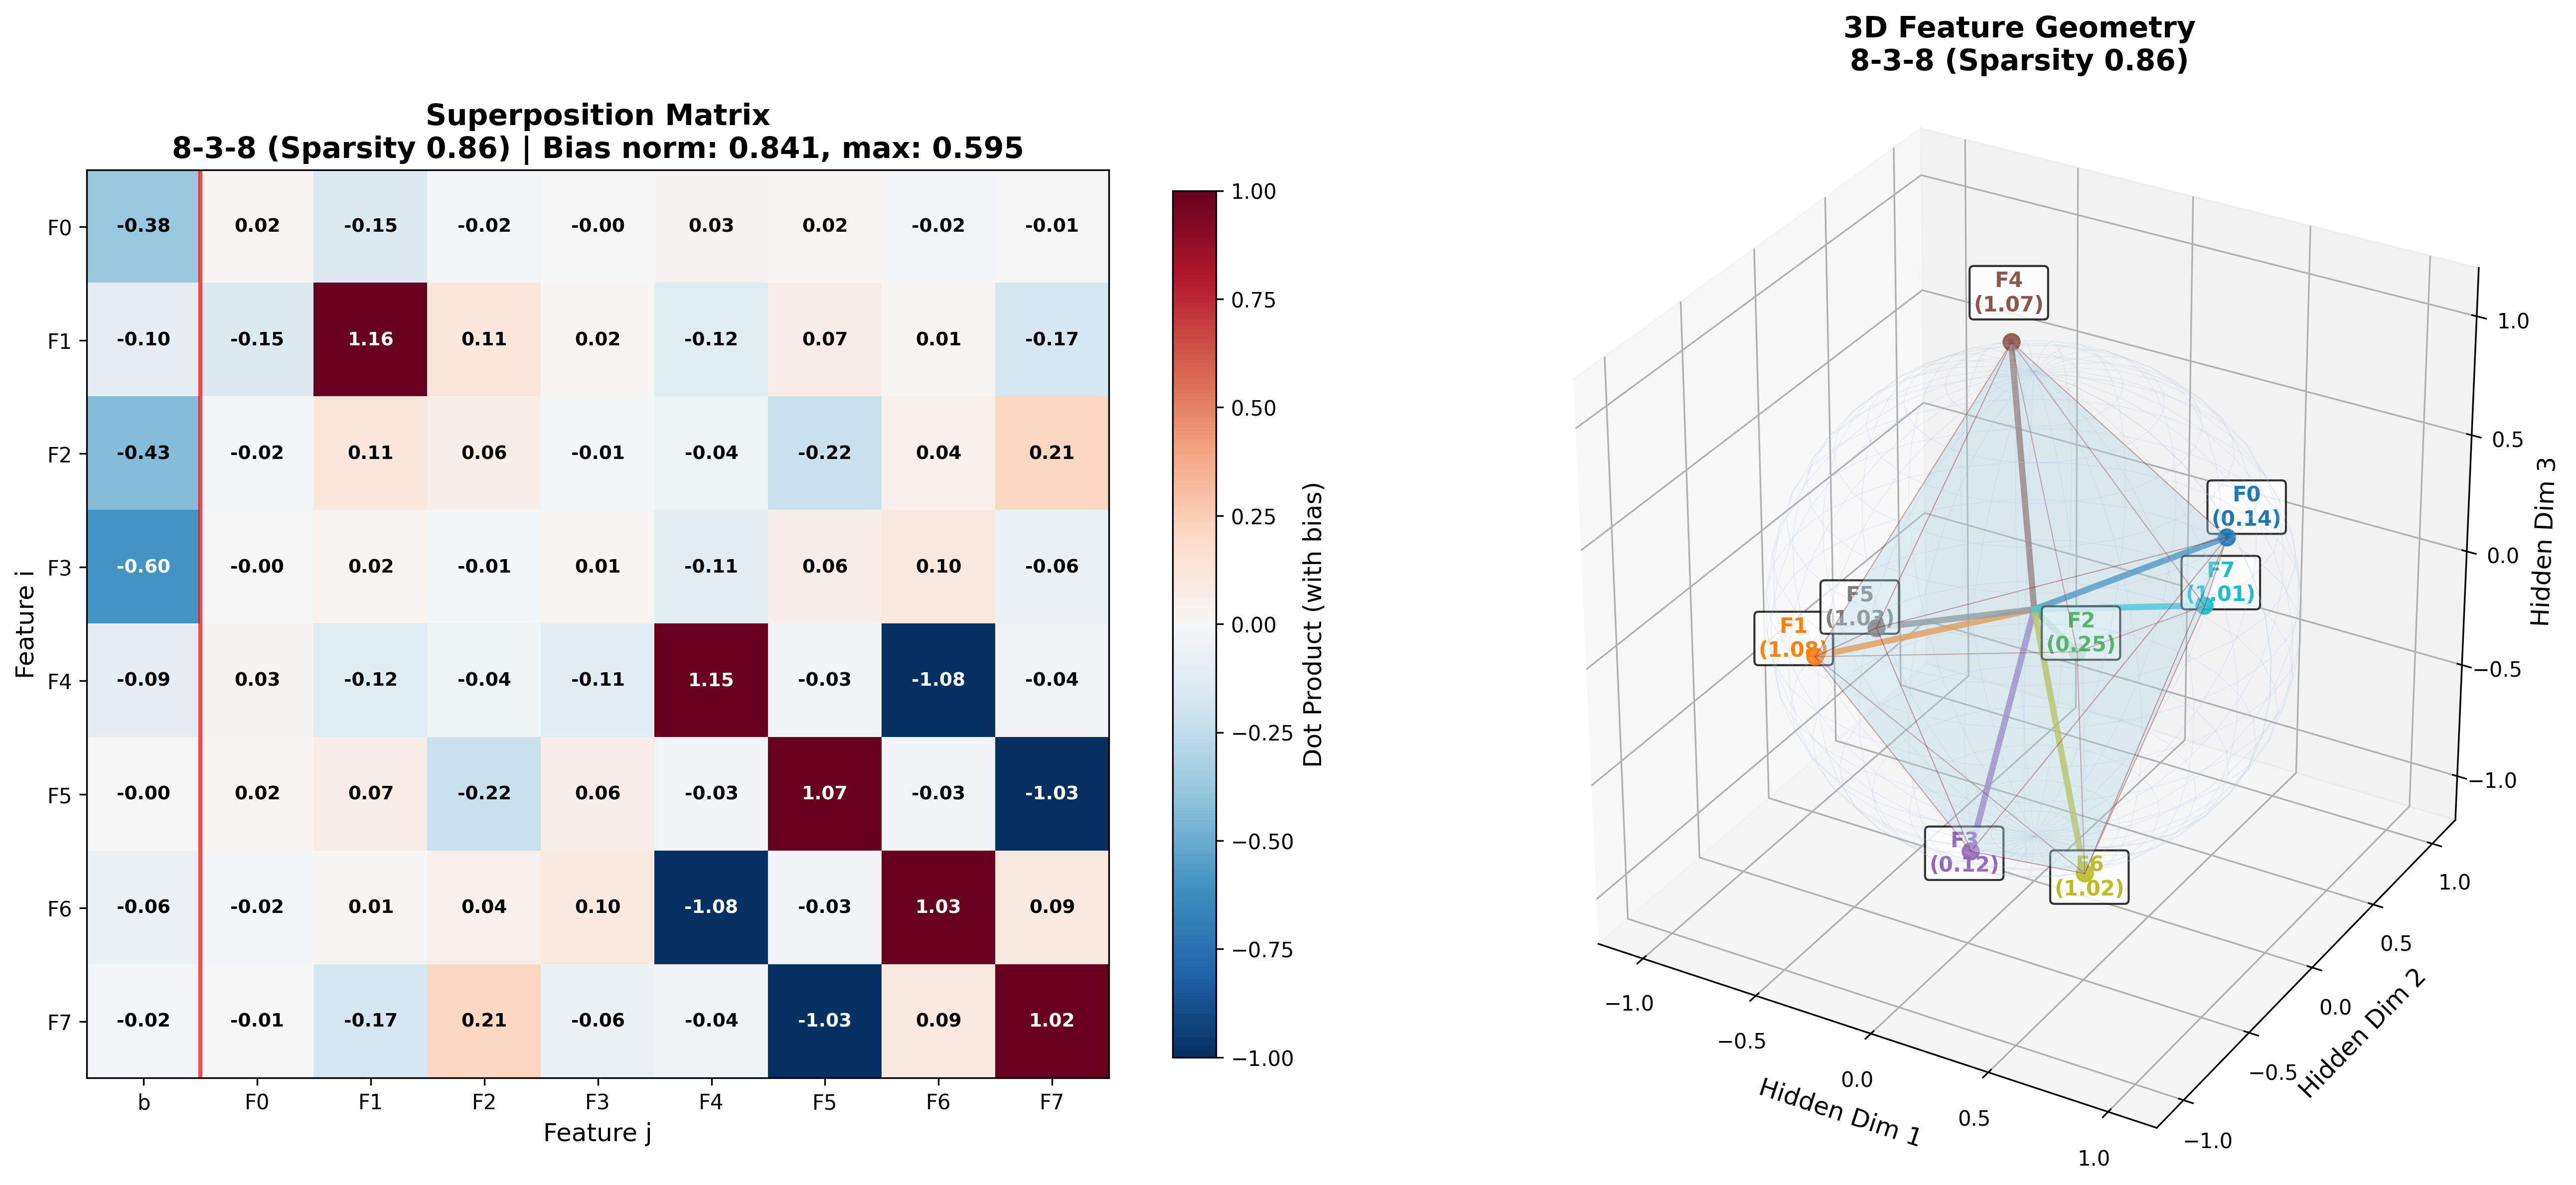 Superposition Matrix
8-3-8 (Sparsity 0.86) | Bias norm: 0.841, max: 0.595
F0 -0.38 0.02 -0.15 -0.02 -0.00 0.03 0.02 -0.02 -0.01
F1 -0.10 -0.15 1.16 0.11 0.02 -0.12 0.07 0.01 -0.17
F2 -0.43 -0.02 0.11 0.06 -0.01 -0.04 -0.22 0.04 0.21
F3 -0.60 -0.00 0.02 -0.01 0.01 -0.11 0.06 0.10 -0.06
F4 -0.09 0.03 -0.12 -0.04 -0.11 1.15 -0.03 -1.08 -0.04
F5 -0.00 0.02 0.07 -0.22 0.06 -0.03 1.07 -0.03 -1.03
F6 -0.06 -0.02 0.01 0.04 0.10 -1.08 -0.03 1.03 0.09
F7 -0.02 -0.01 -0.17 0.21 -0.06 -0.04 -1.03 0.09 1.02
b F0 F1 F2 F3 F4 F5 F6 F7
Feature j
Feature i
1.00
0.75
0.50
0.25
0.00
−0.25
−0.50
−0.75
−1.00
Dot Product (with bias)
3D Feature Geometry
8-3-8 (Sparsity 0.86)
F4
(1.07)
F0
(0.14)
F7
(1.01)
F5
(1.03)
F2
(0.25)
F1
(1.08)
F3
(0.12)
F6
(1.02)
1.0
0.5
0.0
−0.5
−1.0
Hidden Dim 3
1.0
0.5
0.0
−0.5
−1.0
Hidden Dim 2
−1.0
−0.5
0.0
0.5
1.0
Hidden Dim 1